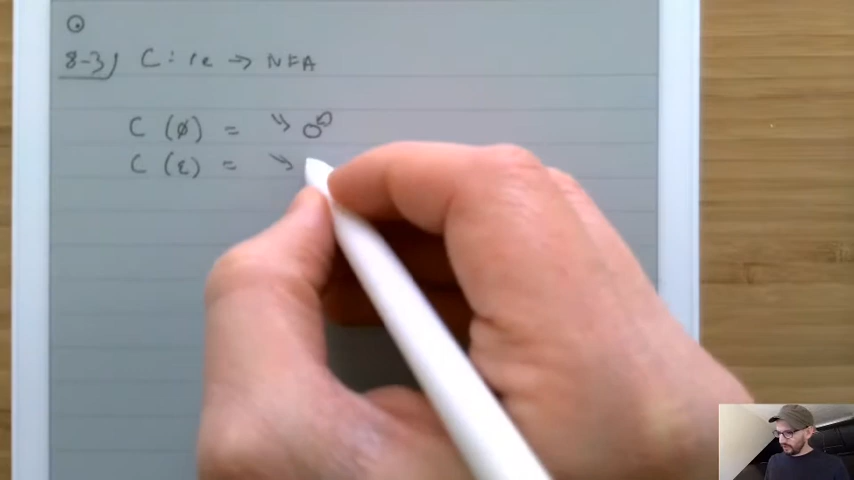 8-3) C: re → NFA
C (∅) = ↘ o
C (ε) = ↘